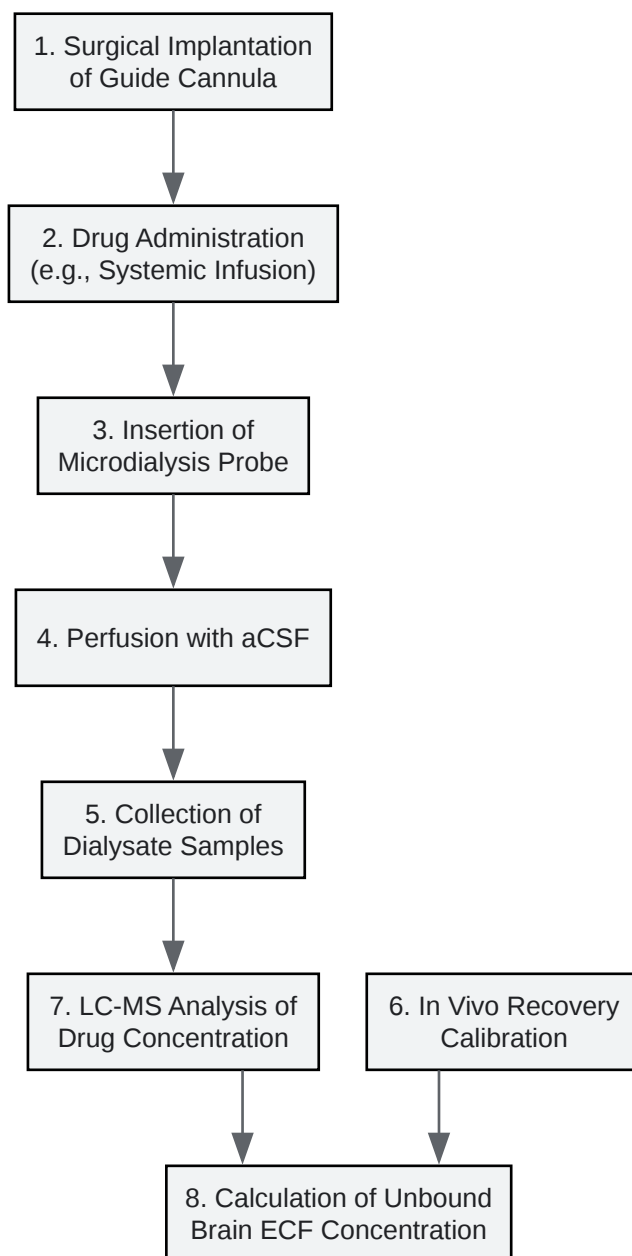 1. Surgical Implantation
of Guide Cannula
2. Drug Administration
(e.g., Systemic Infusion)
3. Insertion of
Microdialysis Probe
4. Perfusion with aCSF
5. Collection of
Dialysate Samples
7. LC-MS Analysis of
Drug Concentration
6. In Vivo Recovery
Calibration
8. Calculation of Unbound
Brain ECF Concentration